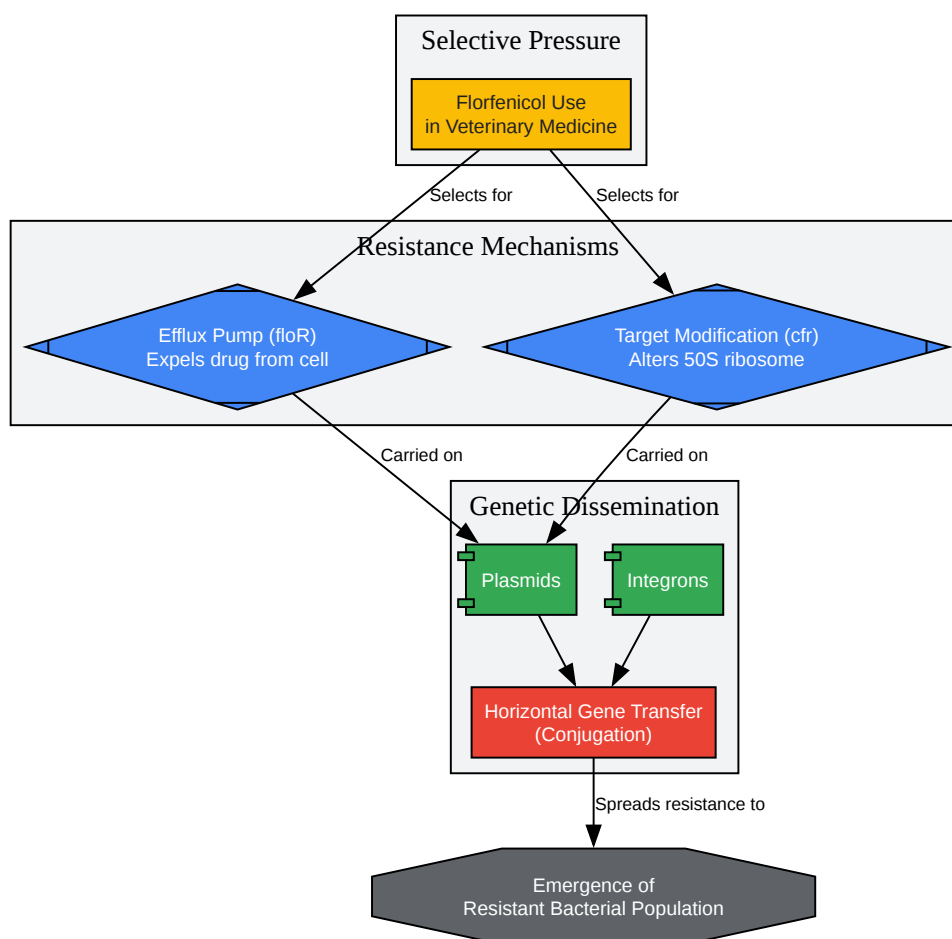 Selective Pressure
Florfenicol Use
in Veterinary Medicine
Selects for
Selects for
Resistance Mechanisms
Efflux Pump (floR)
Expels drug from cell
Target Modification (cfr)
Alters 50S ribosome
Carried on
Carried on
Genetic Dissemination
Plasmids
Integrons
Horizontal Gene Transfer
(Conjugation)
Spreads resistance to
Emergence of
Resistant Bacterial Population